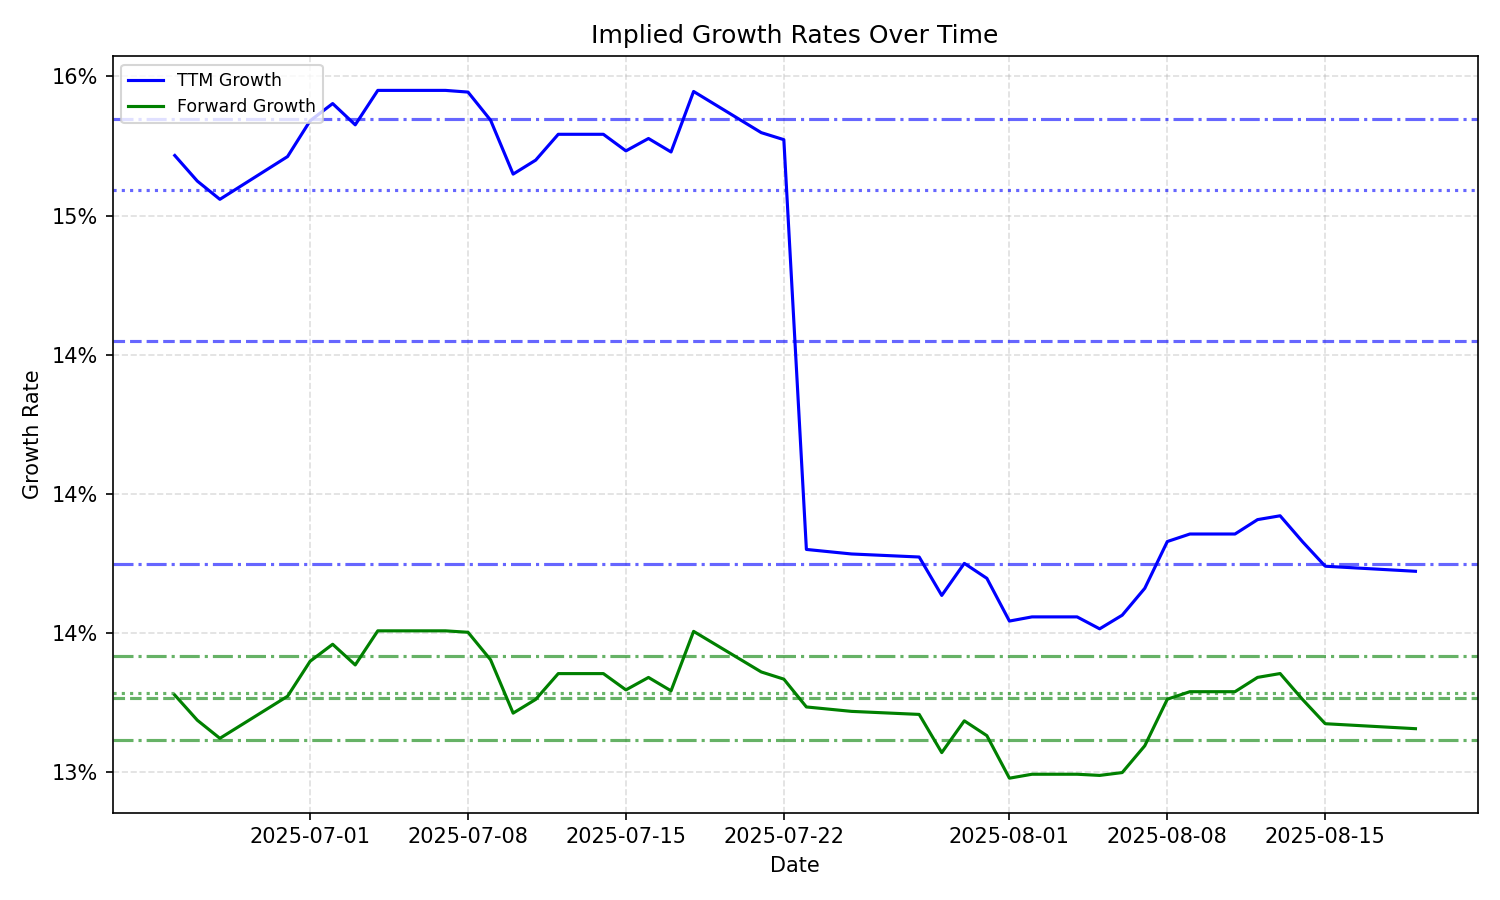 Implied Growth Rates Over Time
TTM Growth
Forward Growth
16%
15%
14%
14%
14%
13%
Growth Rate
2025-07-01
2025-07-08
2025-07-15
2025-07-22
2025-08-01
2025-08-08
2025-08-15
Date